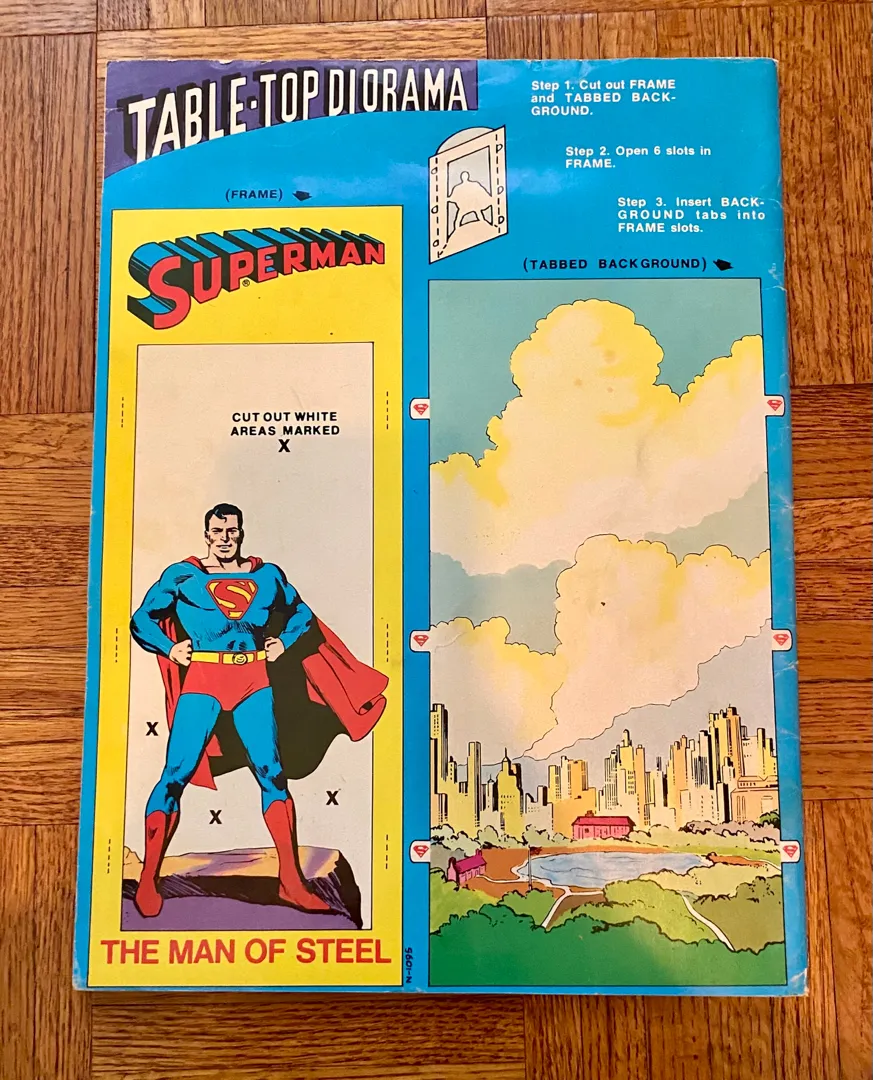 TABLE-TOP DIORAMA
Step 1. Cut out FRAME
and TABBED BACK-
GROUND.
Step 2. Open 6 slots in
FRAME.
Step 3. Insert BACK-
GROUND tabs into
FRAME slots.
(FRAME)
(TABBED BACKGROUND)
SUPERMAN
®
CUT OUT WHITE
AREAS MARKED
X
S
X
X
X
THE MAN OF STEEL
N-1095